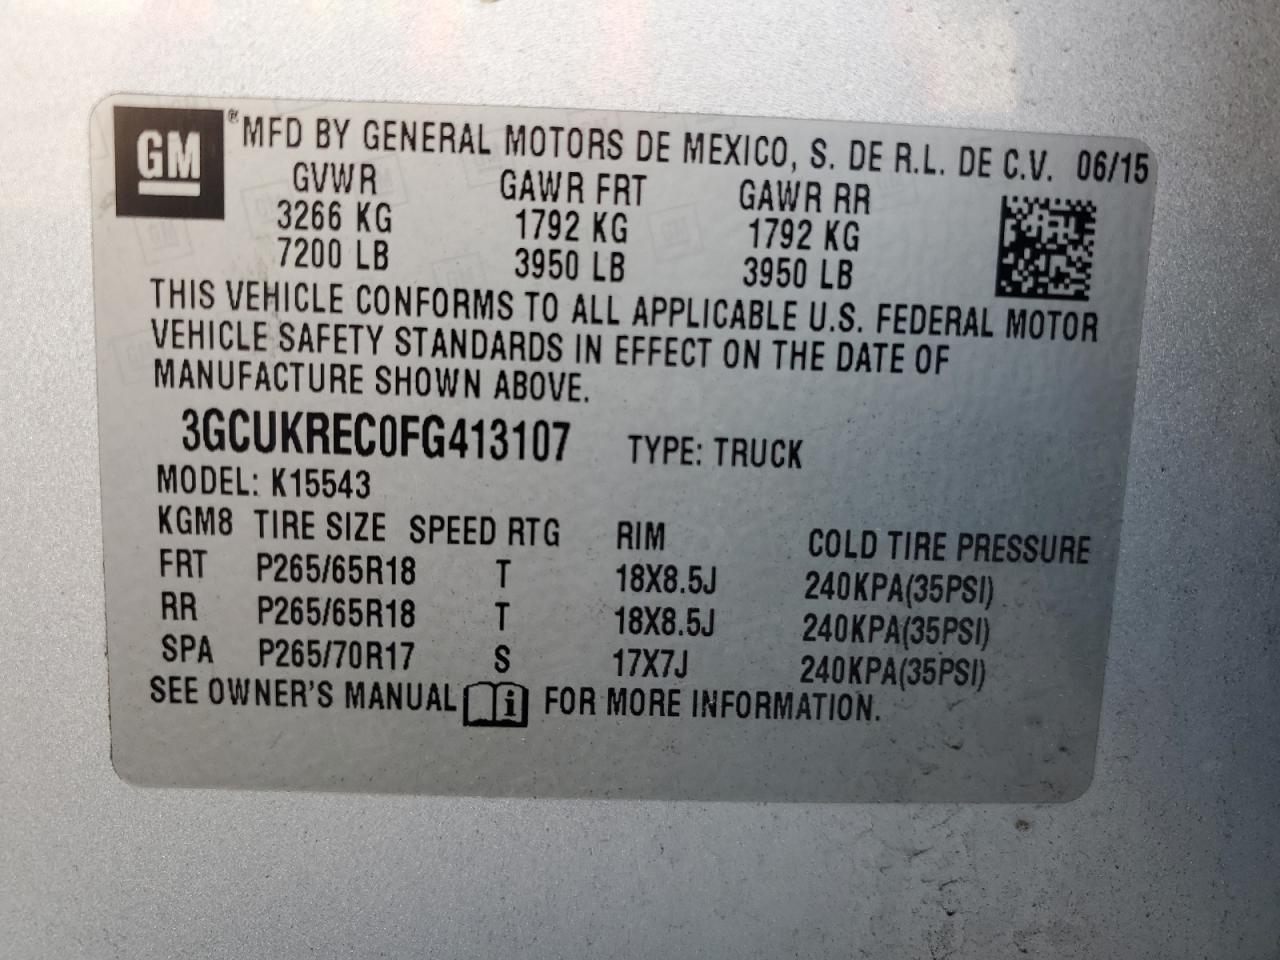 GM ® MFD BY GENERAL MOTORS DE MEXICO, S. DE R.L. DE C.V. 06/15
GVWR GAWR FRT GAWR RR
3266 KG 1792 KG 1792 KG
7200 LB 3950 LB 3950 LB
THIS VEHICLE CONFORMS TO ALL APPLICABLE U.S. FEDERAL MOTOR
VEHICLE SAFETY STANDARDS IN EFFECT ON THE DATE OF
MANUFACTURE SHOWN ABOVE.
3GCUKREC0FG413107 TYPE: TRUCK
MODEL: K15543
KGM8 TIRE SIZE SPEED RTG RIM COLD TIRE PRESSURE
FRT P265/65R18 T 18X8.5J 240KPA(35PSI)
RR P265/65R18 T 18X8.5J 240KPA(35PSI)
SPA P265/70R17 S 17X7J 240KPA(35PSI)
SEE OWNER'S MANUAL i FOR MORE INFORMATION.